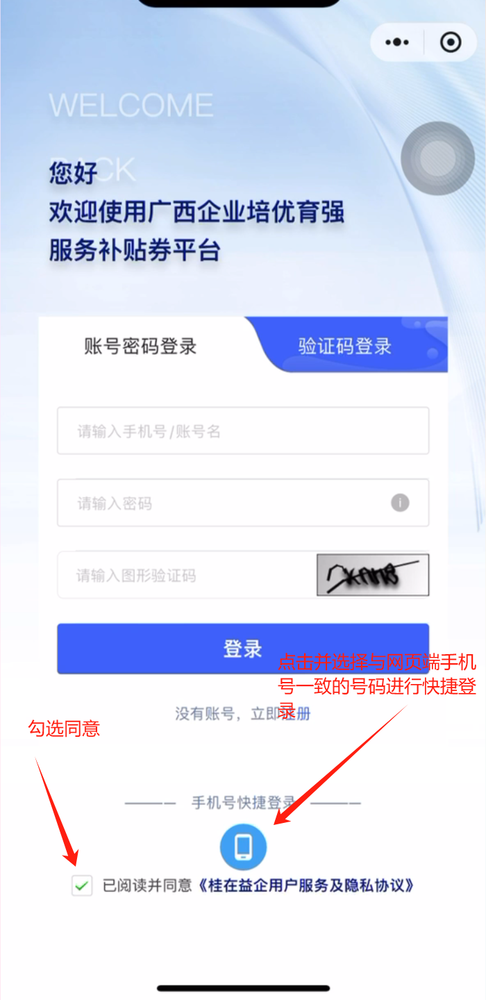 WELCOME
BACK
您好
欢迎使用广西企业培优育强
服务补贴券平台
账号密码登录
验证码登录
请输入手机号/账号名
请输入密码
请输入图形验证码
登录
点击并选择与网页端手机
号一致的号码进行快捷登
录
没有账号，立即注册
勾选同意
手机号快捷登录
已阅读并同意《桂在益企用户服务及隐私协议》